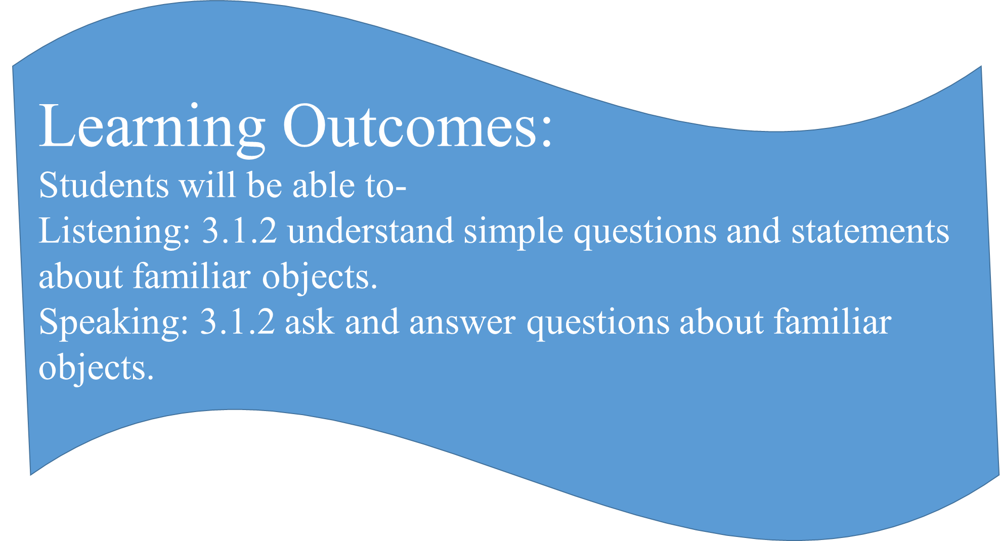 Learning Outcomes:
Students will be able to-
Listening: 3.1.2 understand simple questions and statements
about familiar objects.
Speaking: 3.1.2 ask and answer questions about familiar
objects.